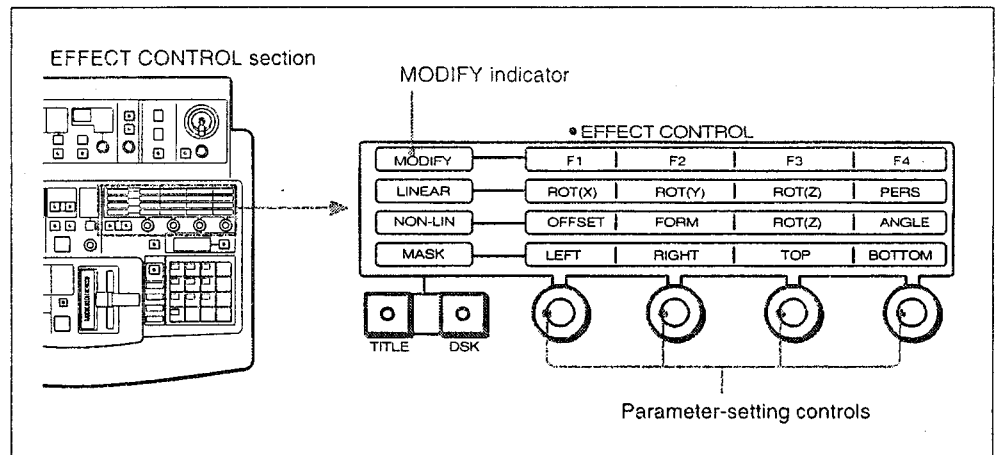 EFFECT CONTROL section
MODIFY indicator
EFFECT CONTROL
MODIFY F1 F2 F3 F4
LINEAR ROT(X) ROT(Y) ROT(Z) PERS
NON-LIN OFFSET FORM ROT(Z) ANGLE
MASK LEFT RIGHT TOP BOTTOM
TITLE DSK
Parameter-setting controls